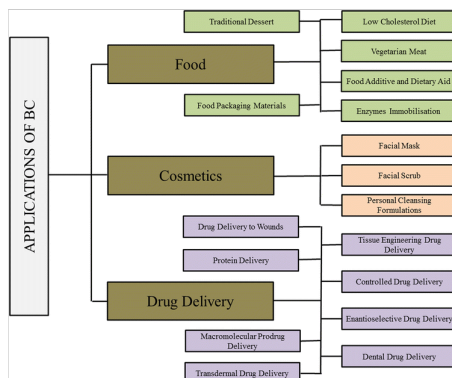 APPLICATIONS OF BC
Food
Traditional Dessert
Food Packaging Materials
Low Cholesterol Diet
Vegetarian Meat
Food Additive and Dietary Aid
Enzymes Immobilisation
Cosmetics
Facial Mask
Facial Scrub
Personal Cleansing
Formulations
Drug Delivery
Drug Delivery to Wounds
Protein Delivery
Macromolecular Prodrug
Delivery
Transdermal Drug Delivery
Tissue Engineering Drug
Delivery
Controlled Drug Delivery
Enantioselective Drug Delivery
Dental Drug Delivery